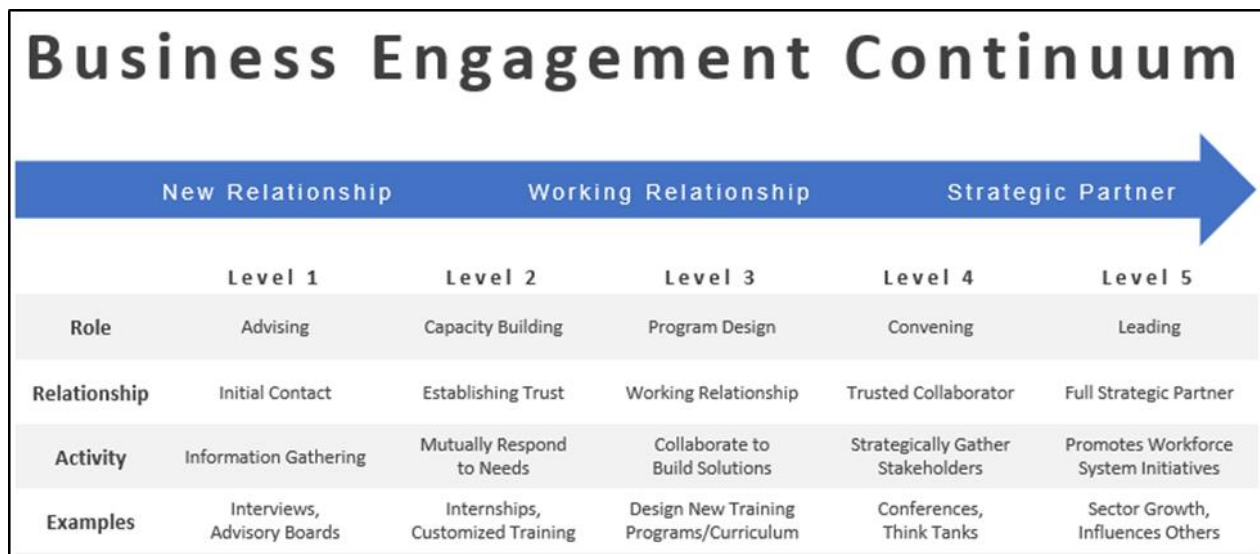 Business Engagement Continuum
New Relationship Working Relationship Strategic Partner
Level 1 Level 2 Level 3 Level 4 Level 5
Role Advising Capacity Building Program Design Convening Leading
Relationship Initial Contact Establishing Trust Working Relationship Trusted Collaborator Full Strategic Partner
Activity Information Gathering Mutually Respond to Needs Collaborate to Build Solutions Strategically Gather Stakeholders Promotes Workforce System Initiatives
Examples Interviews, Advisory Boards Internships, Customized Training Design New Training Programs/Curriculum Conferences, Think Tanks Sector Growth, Influences Others